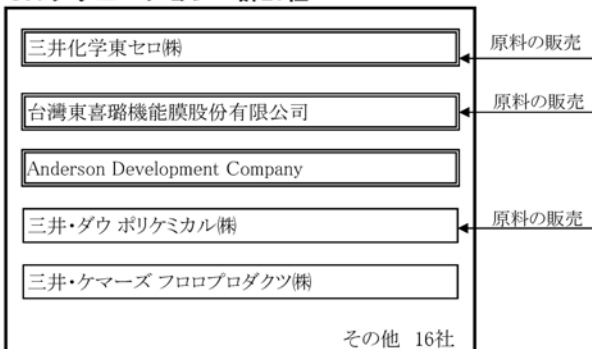 三井化学東セロ㈱
原料の販売
台灣東喜璐機能膜股份有限公司
原料の販売
Anderson Development Company
三井・ダウ ポリケミカル㈱
原料の販売
三井・ケマーズ フロロプロダクツ㈱
その他 16社